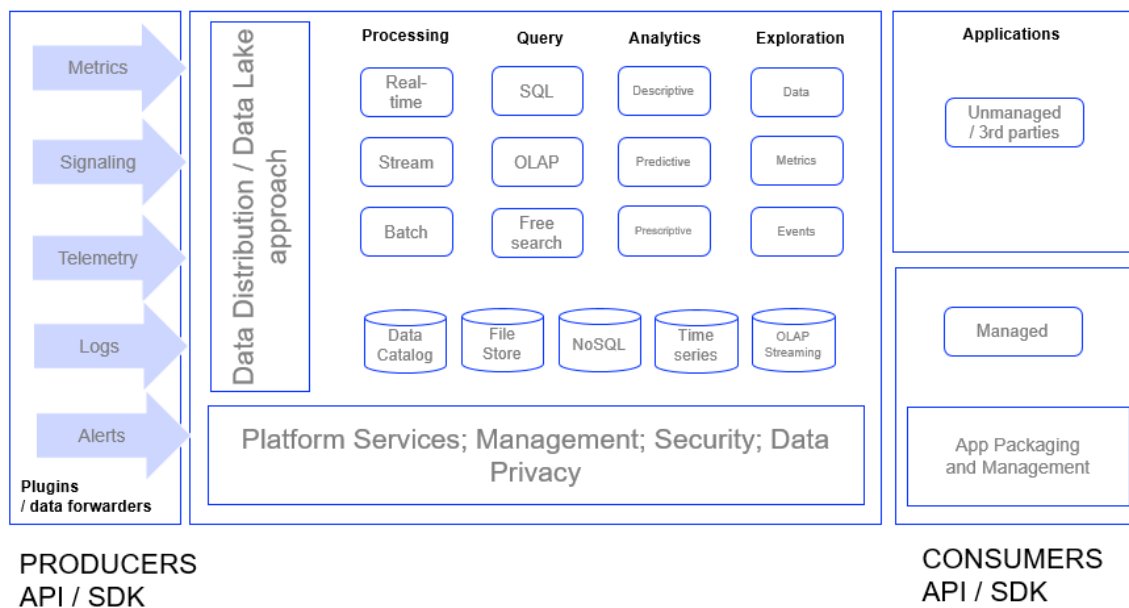 Metrics
Signaling
Telemetry
Logs
Alerts
Plugins
/ data forwarders
PRODUCERS
API / SDK
Data Distribution / Data Lake
approach
Processing
Real-
time
Stream
Batch
Query
SQL
OLAP
Free
search
Analytics
Descriptive
Predictive
Prescriptive
Exploration
Data
Metrics
Events
Data
Catalog
File
Store
NoSQL
Time
series
OLAP
Streaming
Platform Services; Management; Security; Data
Privacy
Applications
Unmanaged
/ 3rd parties
Managed
App Packaging
and Management
CONSUMERS
API / SDK